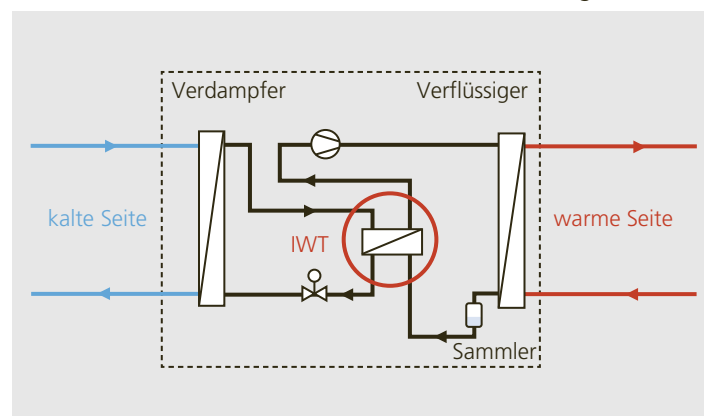 Verdampfer
Verflüssiger
kalte Seite
warme Seite
IWT
Sammler